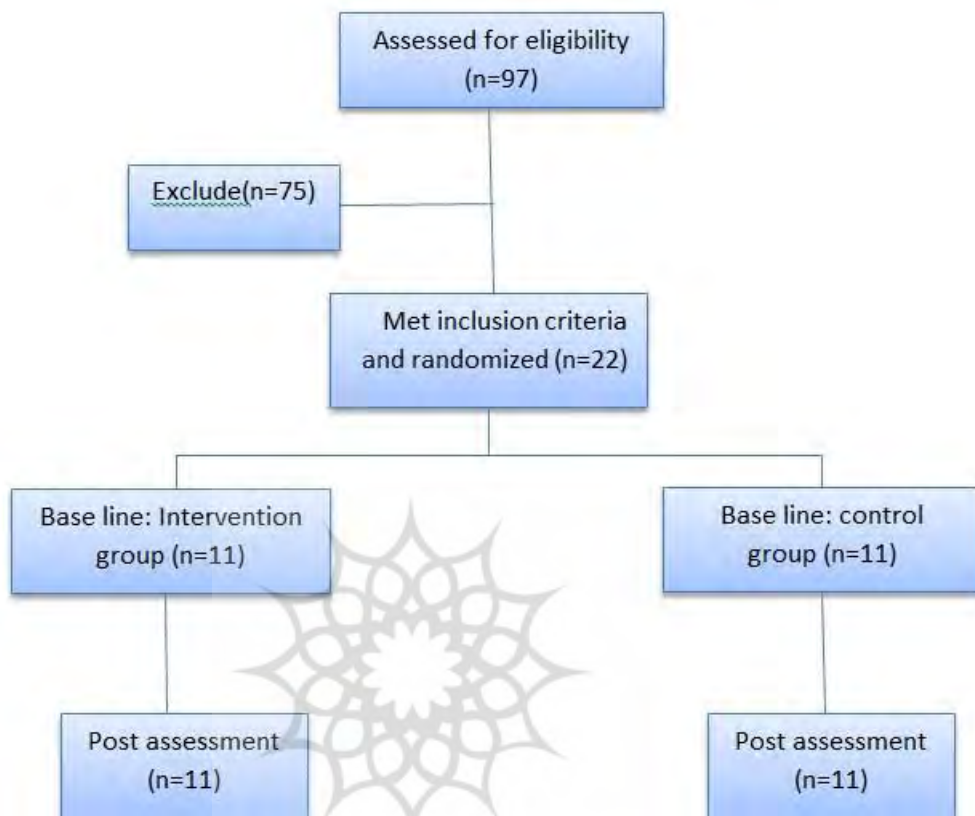 Assessed for eligibility
(n=97)
Exclude(n=75)
Met inclusion criteria
and randomized (n=22)
Base line: Intervention
group (n=11)
Base line: control
group (n=11)
Post assessment
(n=11)
Post assessment
(n=11)